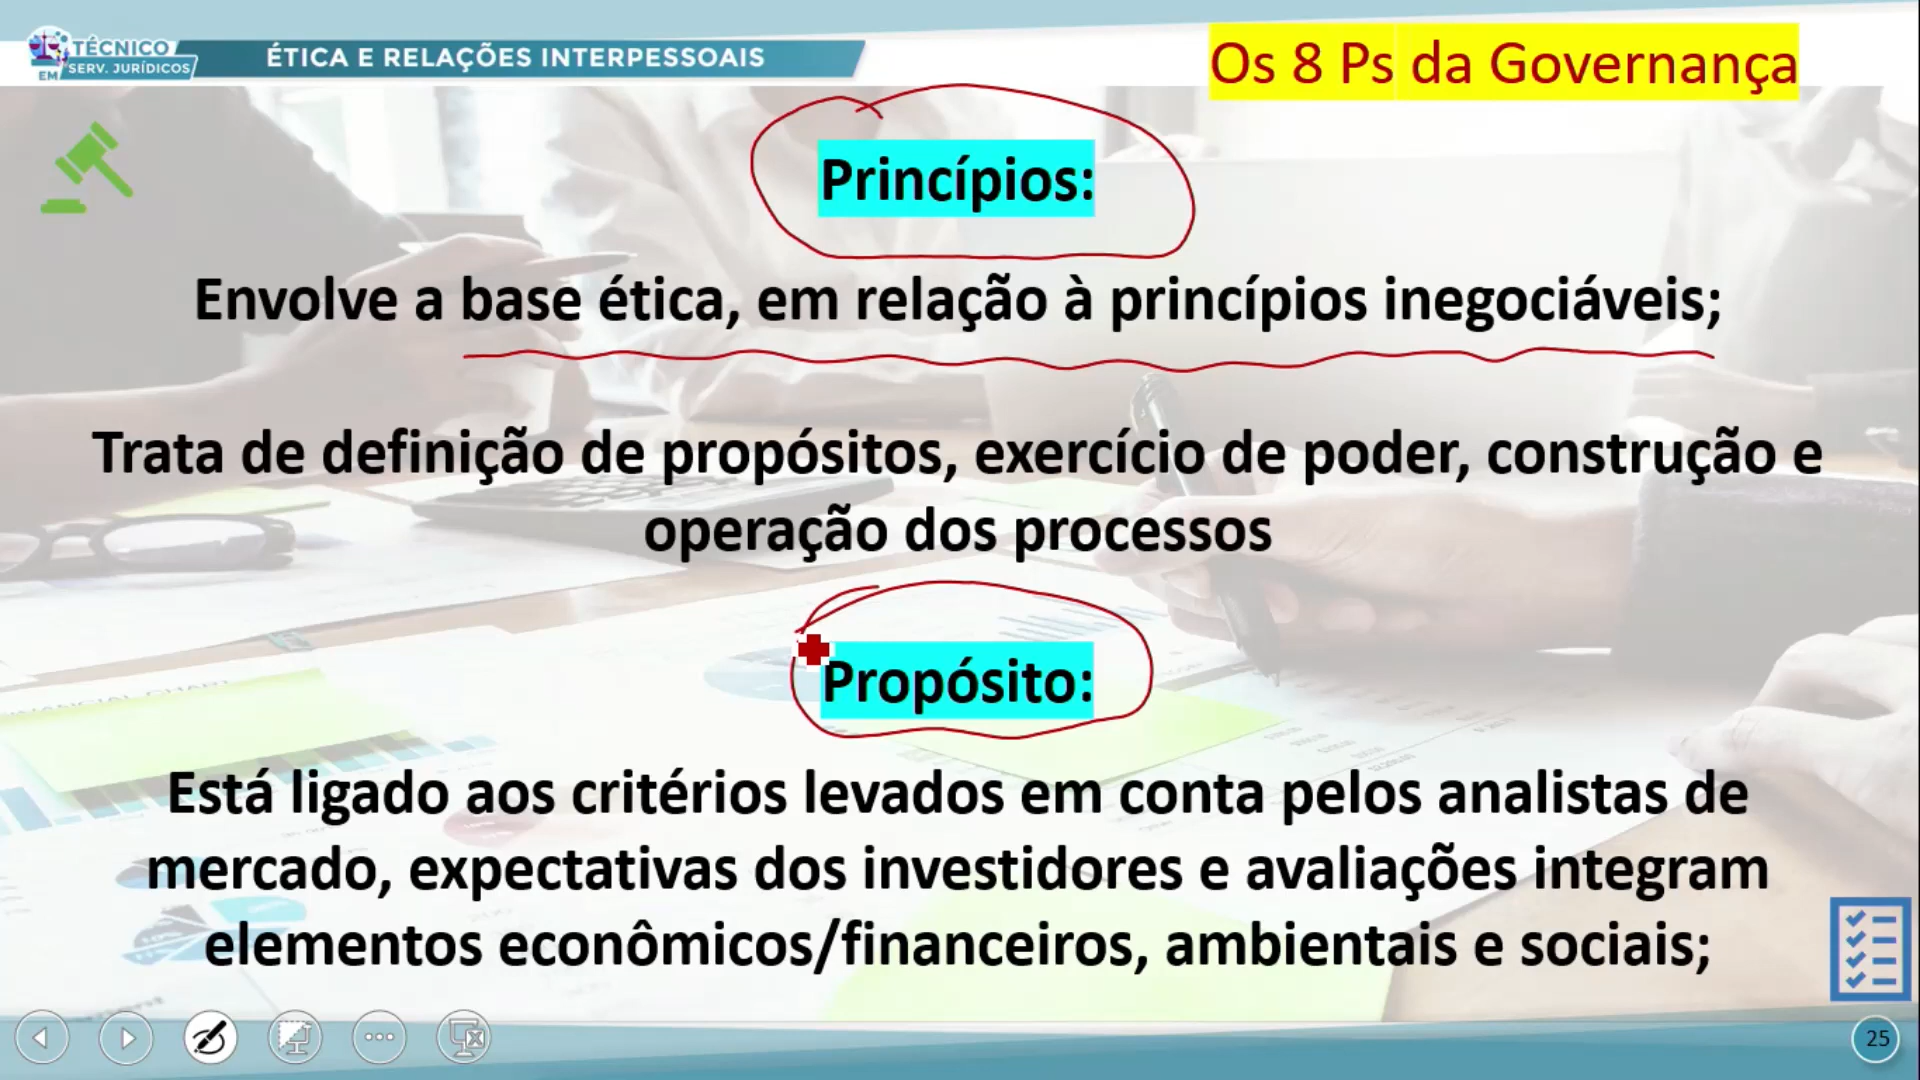 TÉCNICO
EM SERV. JURÍDICOS
ÉTICA E RELAÇÕES INTERPESSOAIS
Os 8 Ps da Governança
Princípios:
Envolve a base ética, em relação à princípios inegociáveis;
Trata de definição de propósitos, exercício de poder, construção e
operação dos processos
Propósito:
Está ligado aos critérios levados em conta pelos analistas de
mercado, expectativas dos investidores e avaliações integram
elementos econômicos/financeiros, ambientais e sociais;
25